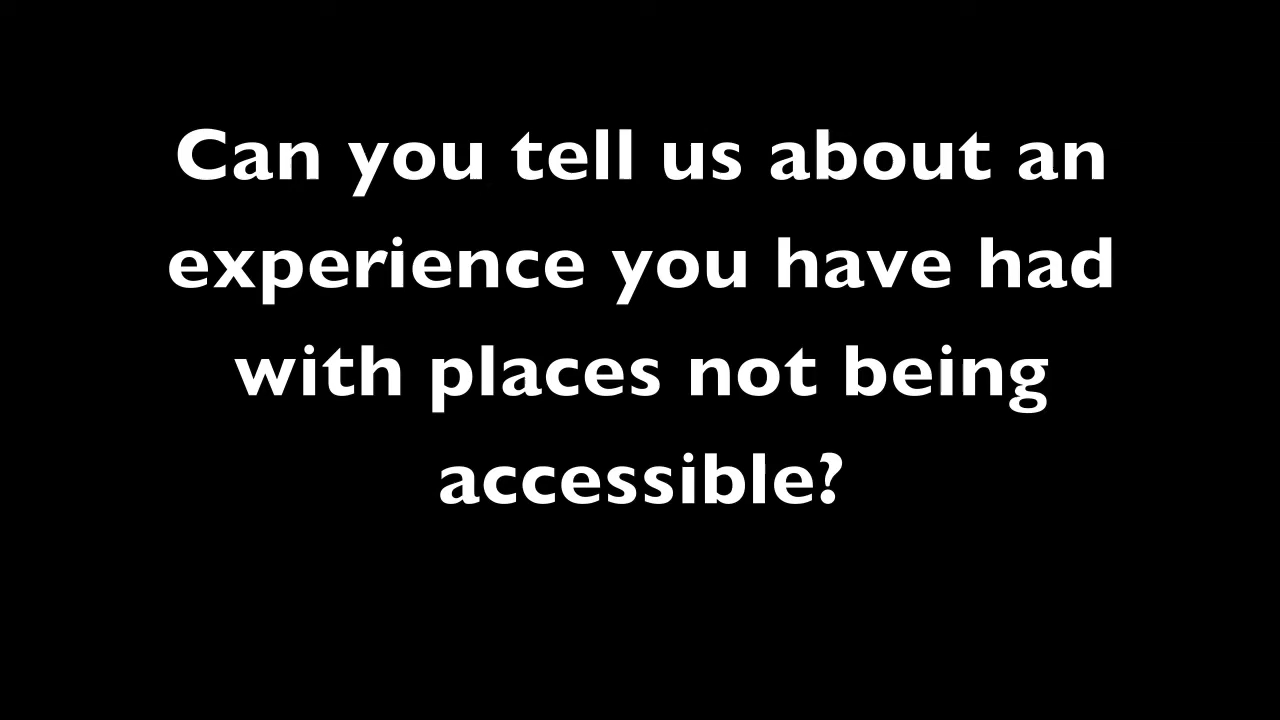 Can you tell us about an
experience you have had
with places not being
accessible?